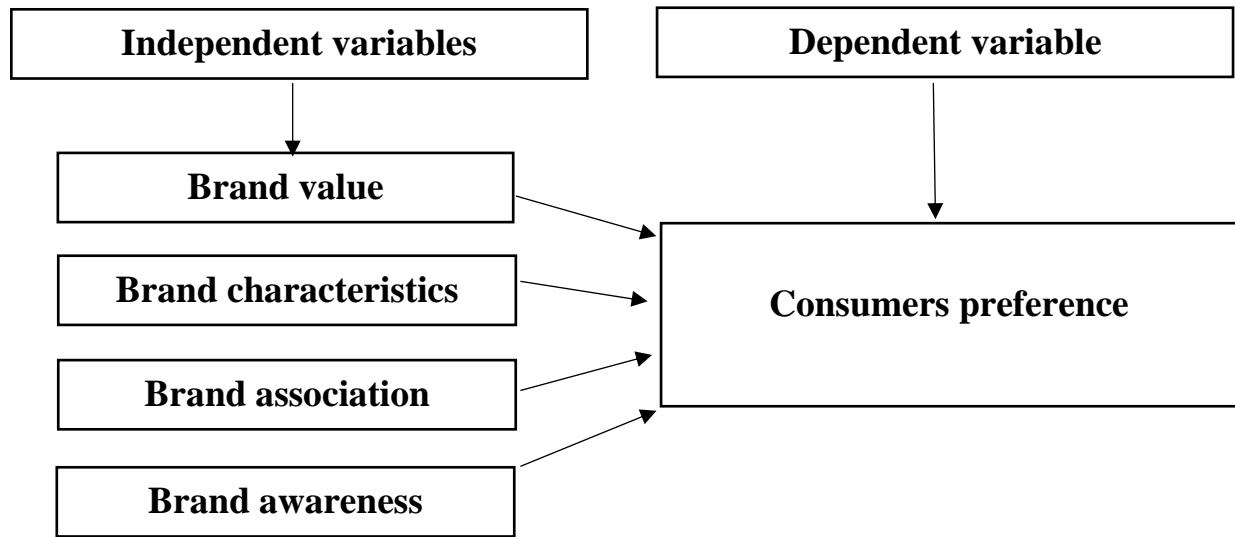 Independent variables
Dependent variable
Brand value
Brand characteristics
Consumers preference
Brand association
Brand awareness